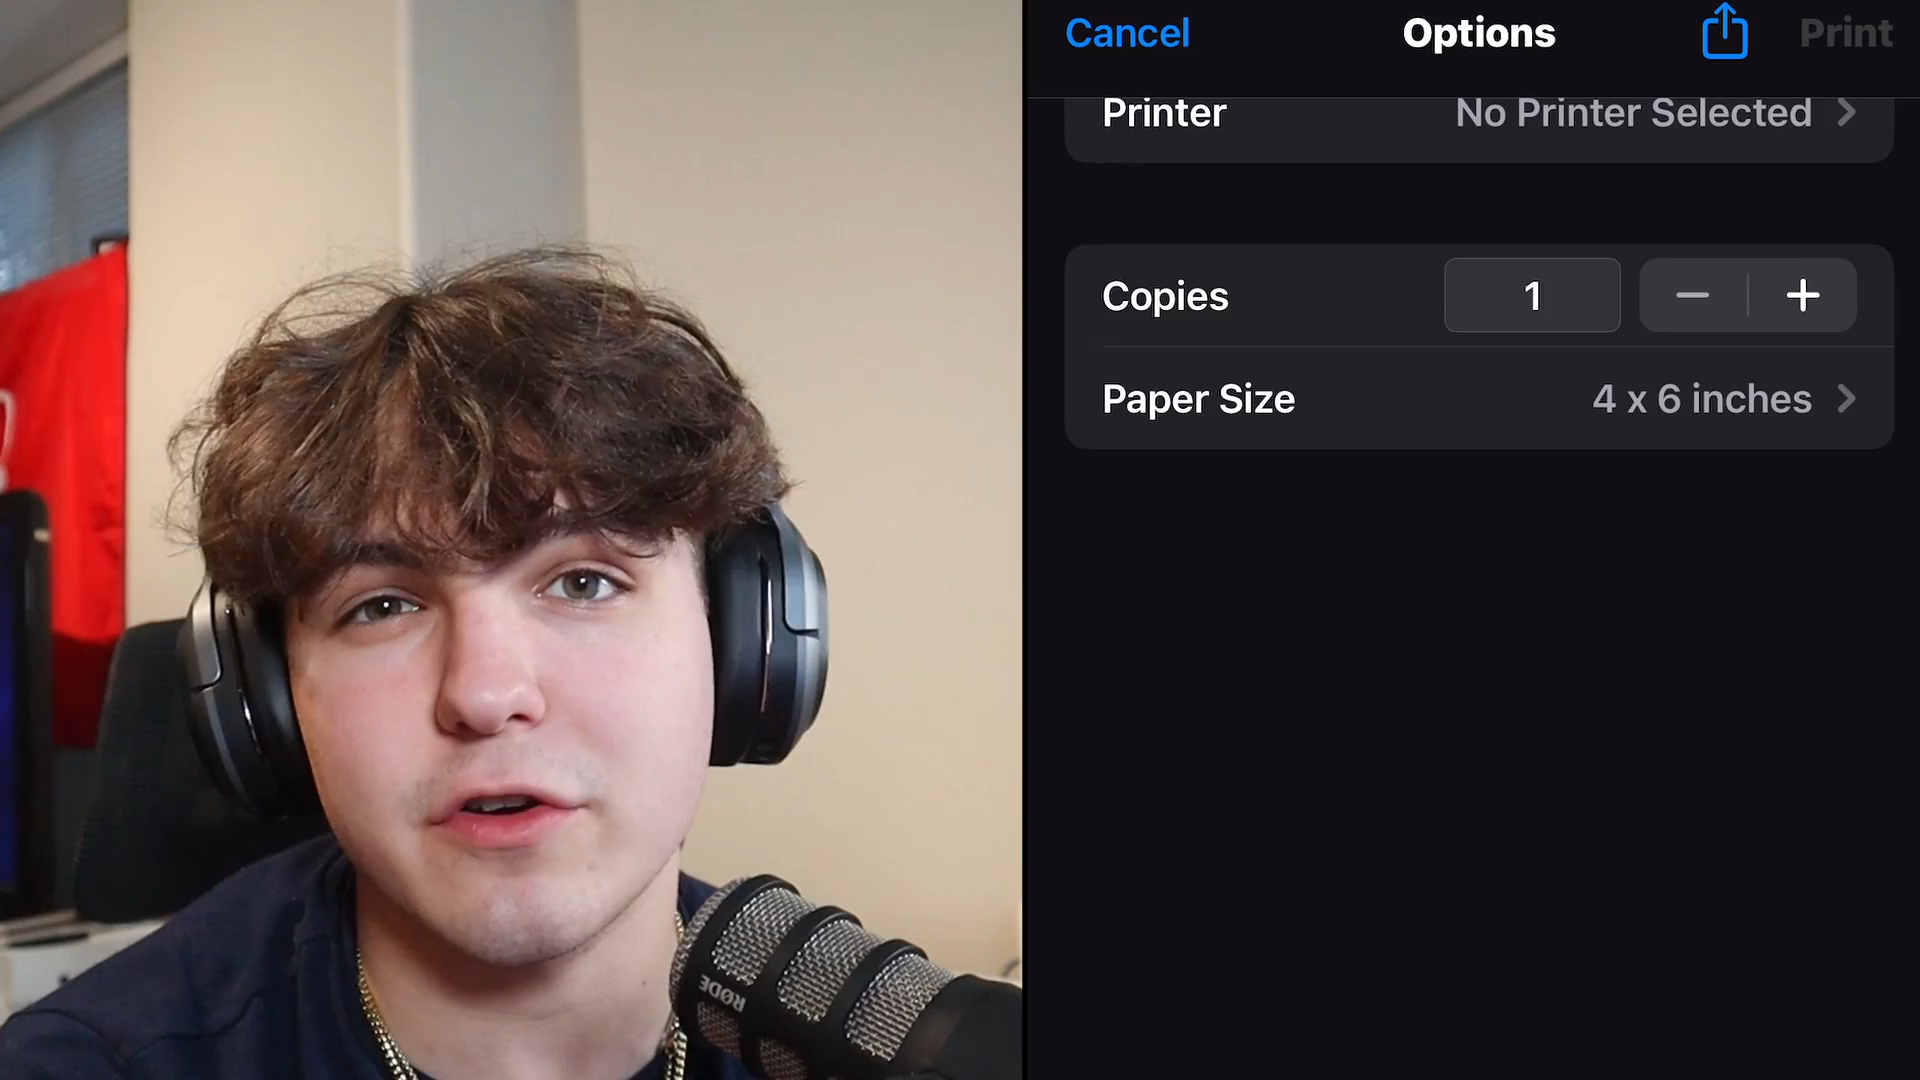 Cancel
Options
Print
Printer
No Printer Selected
Copies
1
Paper Size
4 x 6 inches
RØDE